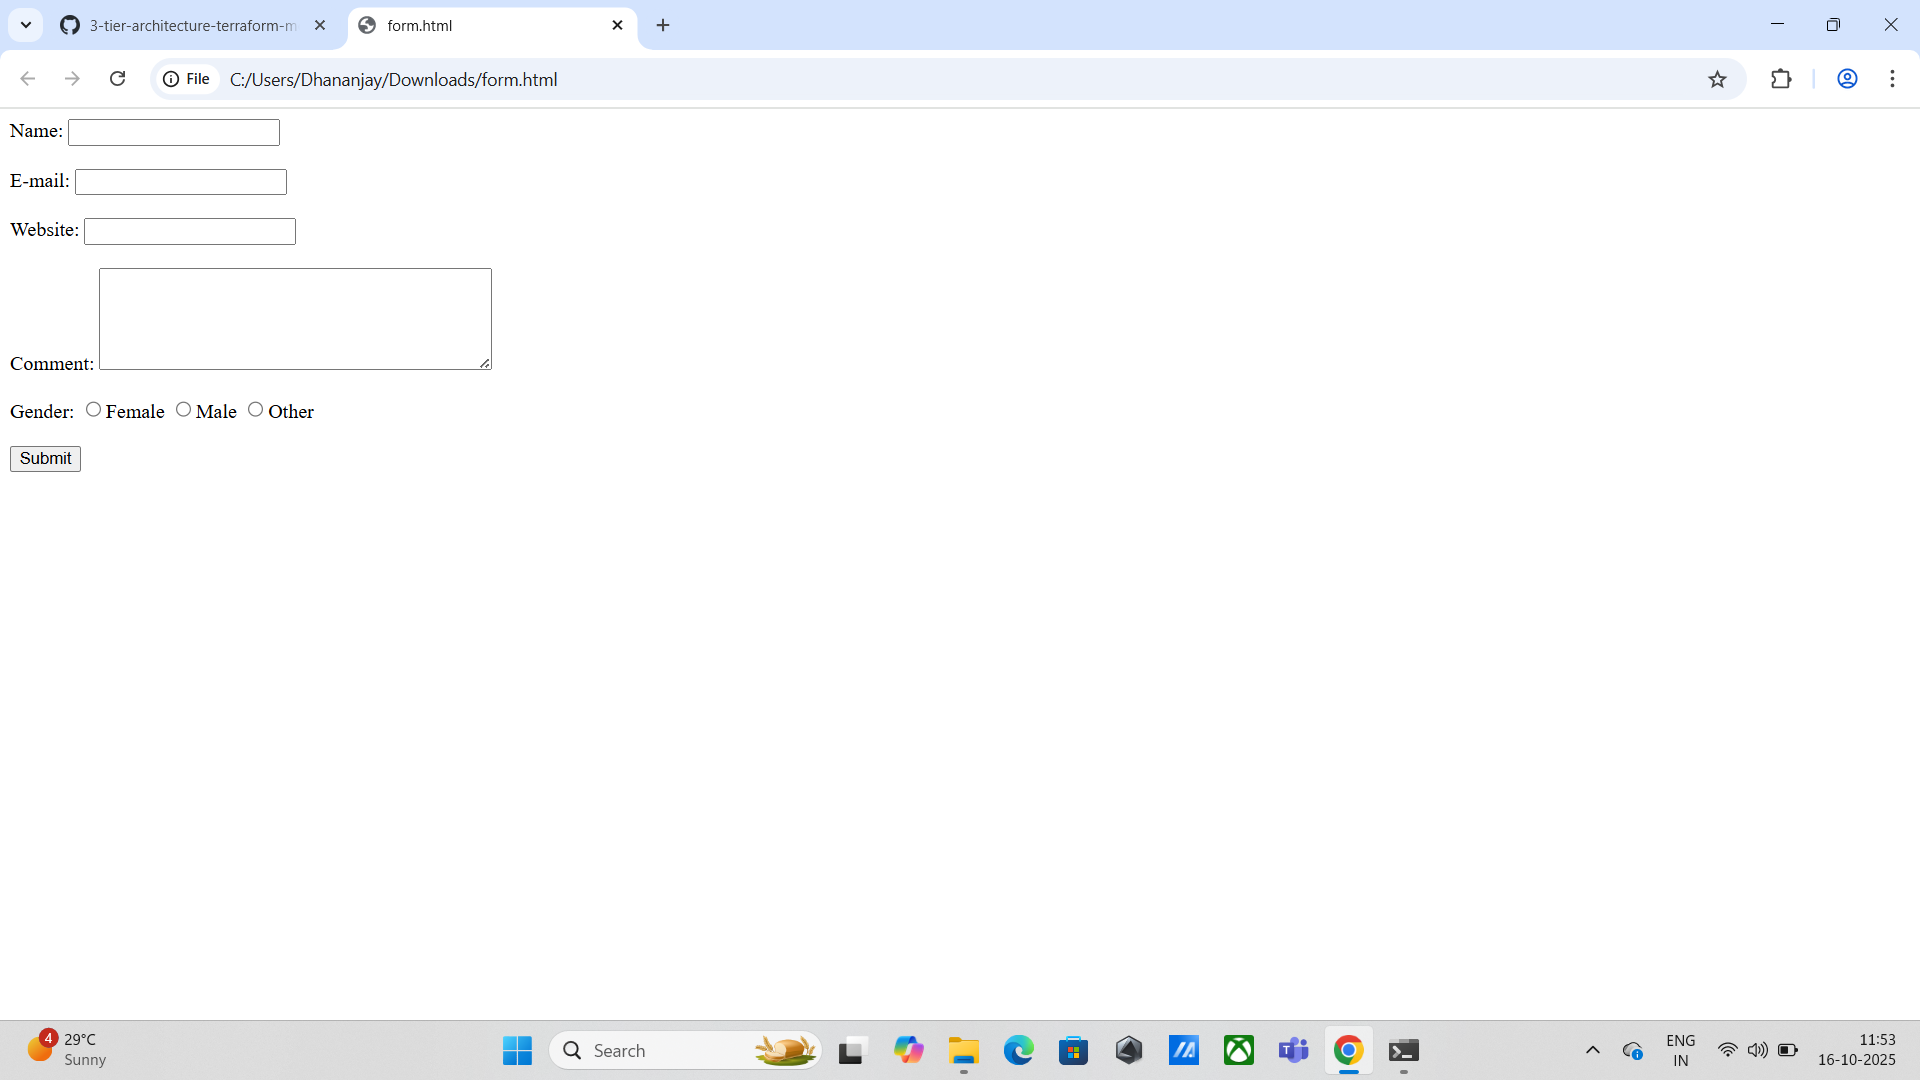 3-tier-architecture-terraform-m
form.html
File
C:/Users/Dhananjay/Downloads/form.html
Name:
E-mail:
Website:
Comment:
Gender: Female Male Other
Submit
4
29°C
Sunny
Search
ENG
IN
11:53
16-10-2025